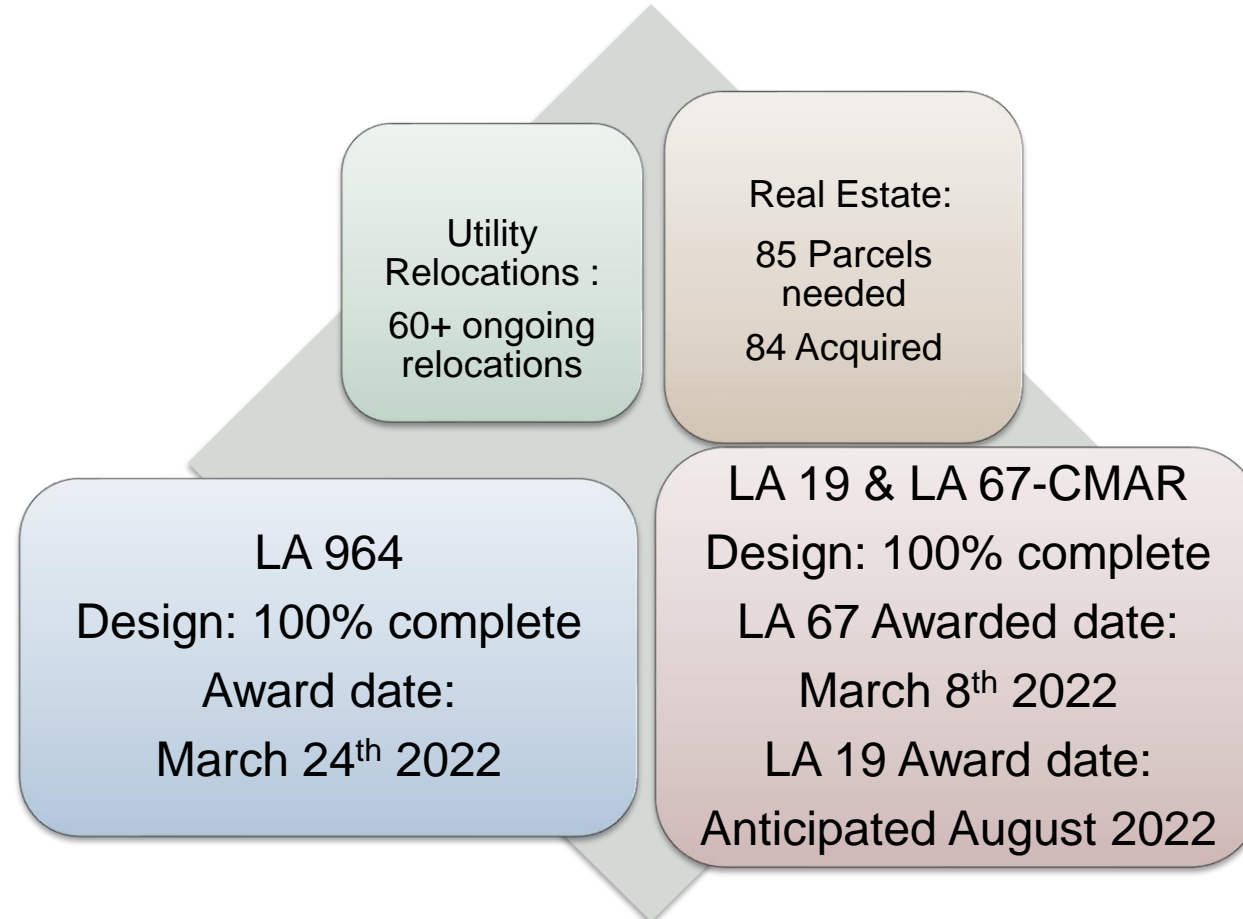 Utility
Relocations :
60+ ongoing
relocations
Real Estate:
85 Parcels
needed
84 Acquired
LA 964
Design: 100% complete
Award date:
March 24th 2022
LA 19 & LA 67-CMAR
Design: 100% complete
LA 67 Awarded date:
March 8th 2022
LA 19 Award date:
Anticipated August 2022